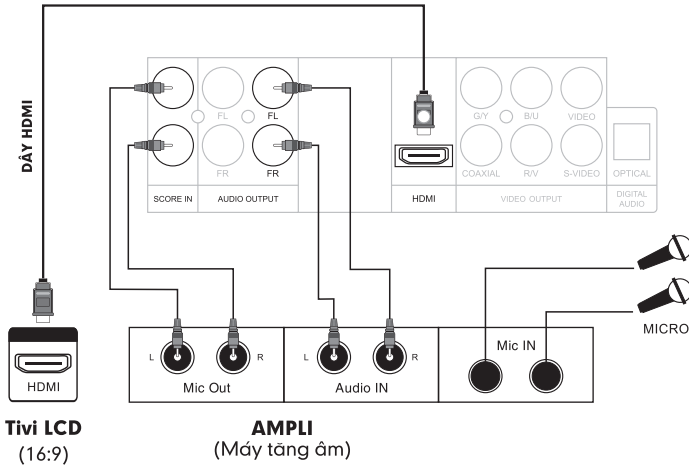 DÂY HDMI
FL
FL
G/Y
B/U
VIDEO
FR
FR
COAXIAL
R/V
S-VIDEO
OPTICAL
SCORE IN
AUDIO OUTPUT
HDMI
VIDEO OUTPUT
DIGITAL
AUDIO
MICRO
HDMI
L
R
Mic Out
L
R
Audio IN
Mic IN
Tivi LCD
(16:9)
AMPLI
(Máy tăng âm)